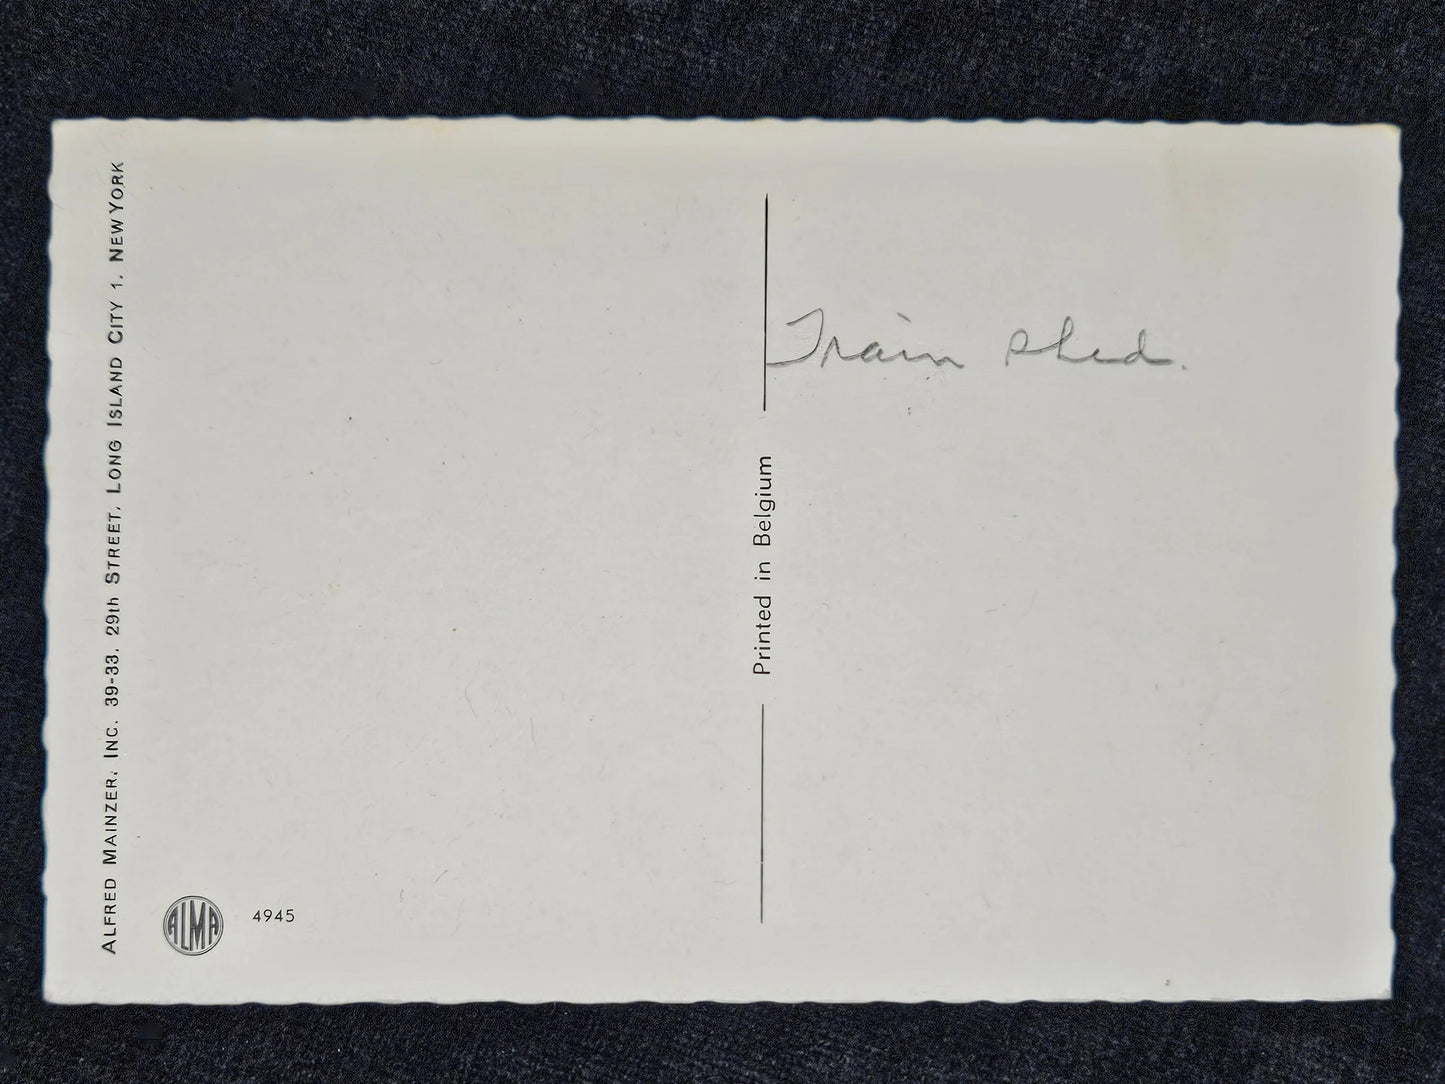 ALFRED MAINZER, INC. 39-33, 29th STREET, LONG ISLAND CITY 1, NEW YORK
ALMA
4945
Printed in Belgium
Train shed.